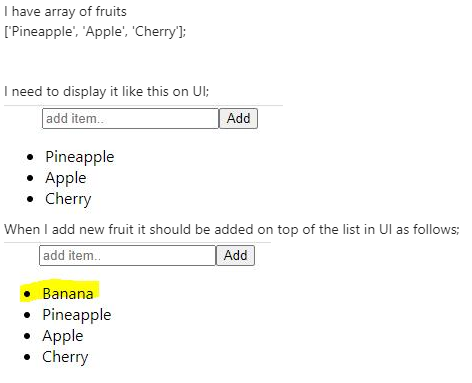 I have array of fruits
['Pineapple', 'Apple', 'Cherry'];
I need to display it like this on UI;
add item.. Add
Pineapple
Apple
Cherry
When I add new fruit it should be added on top of the list in UI as follows;
add item.. Add
Banana
Pineapple
Apple
Cherry